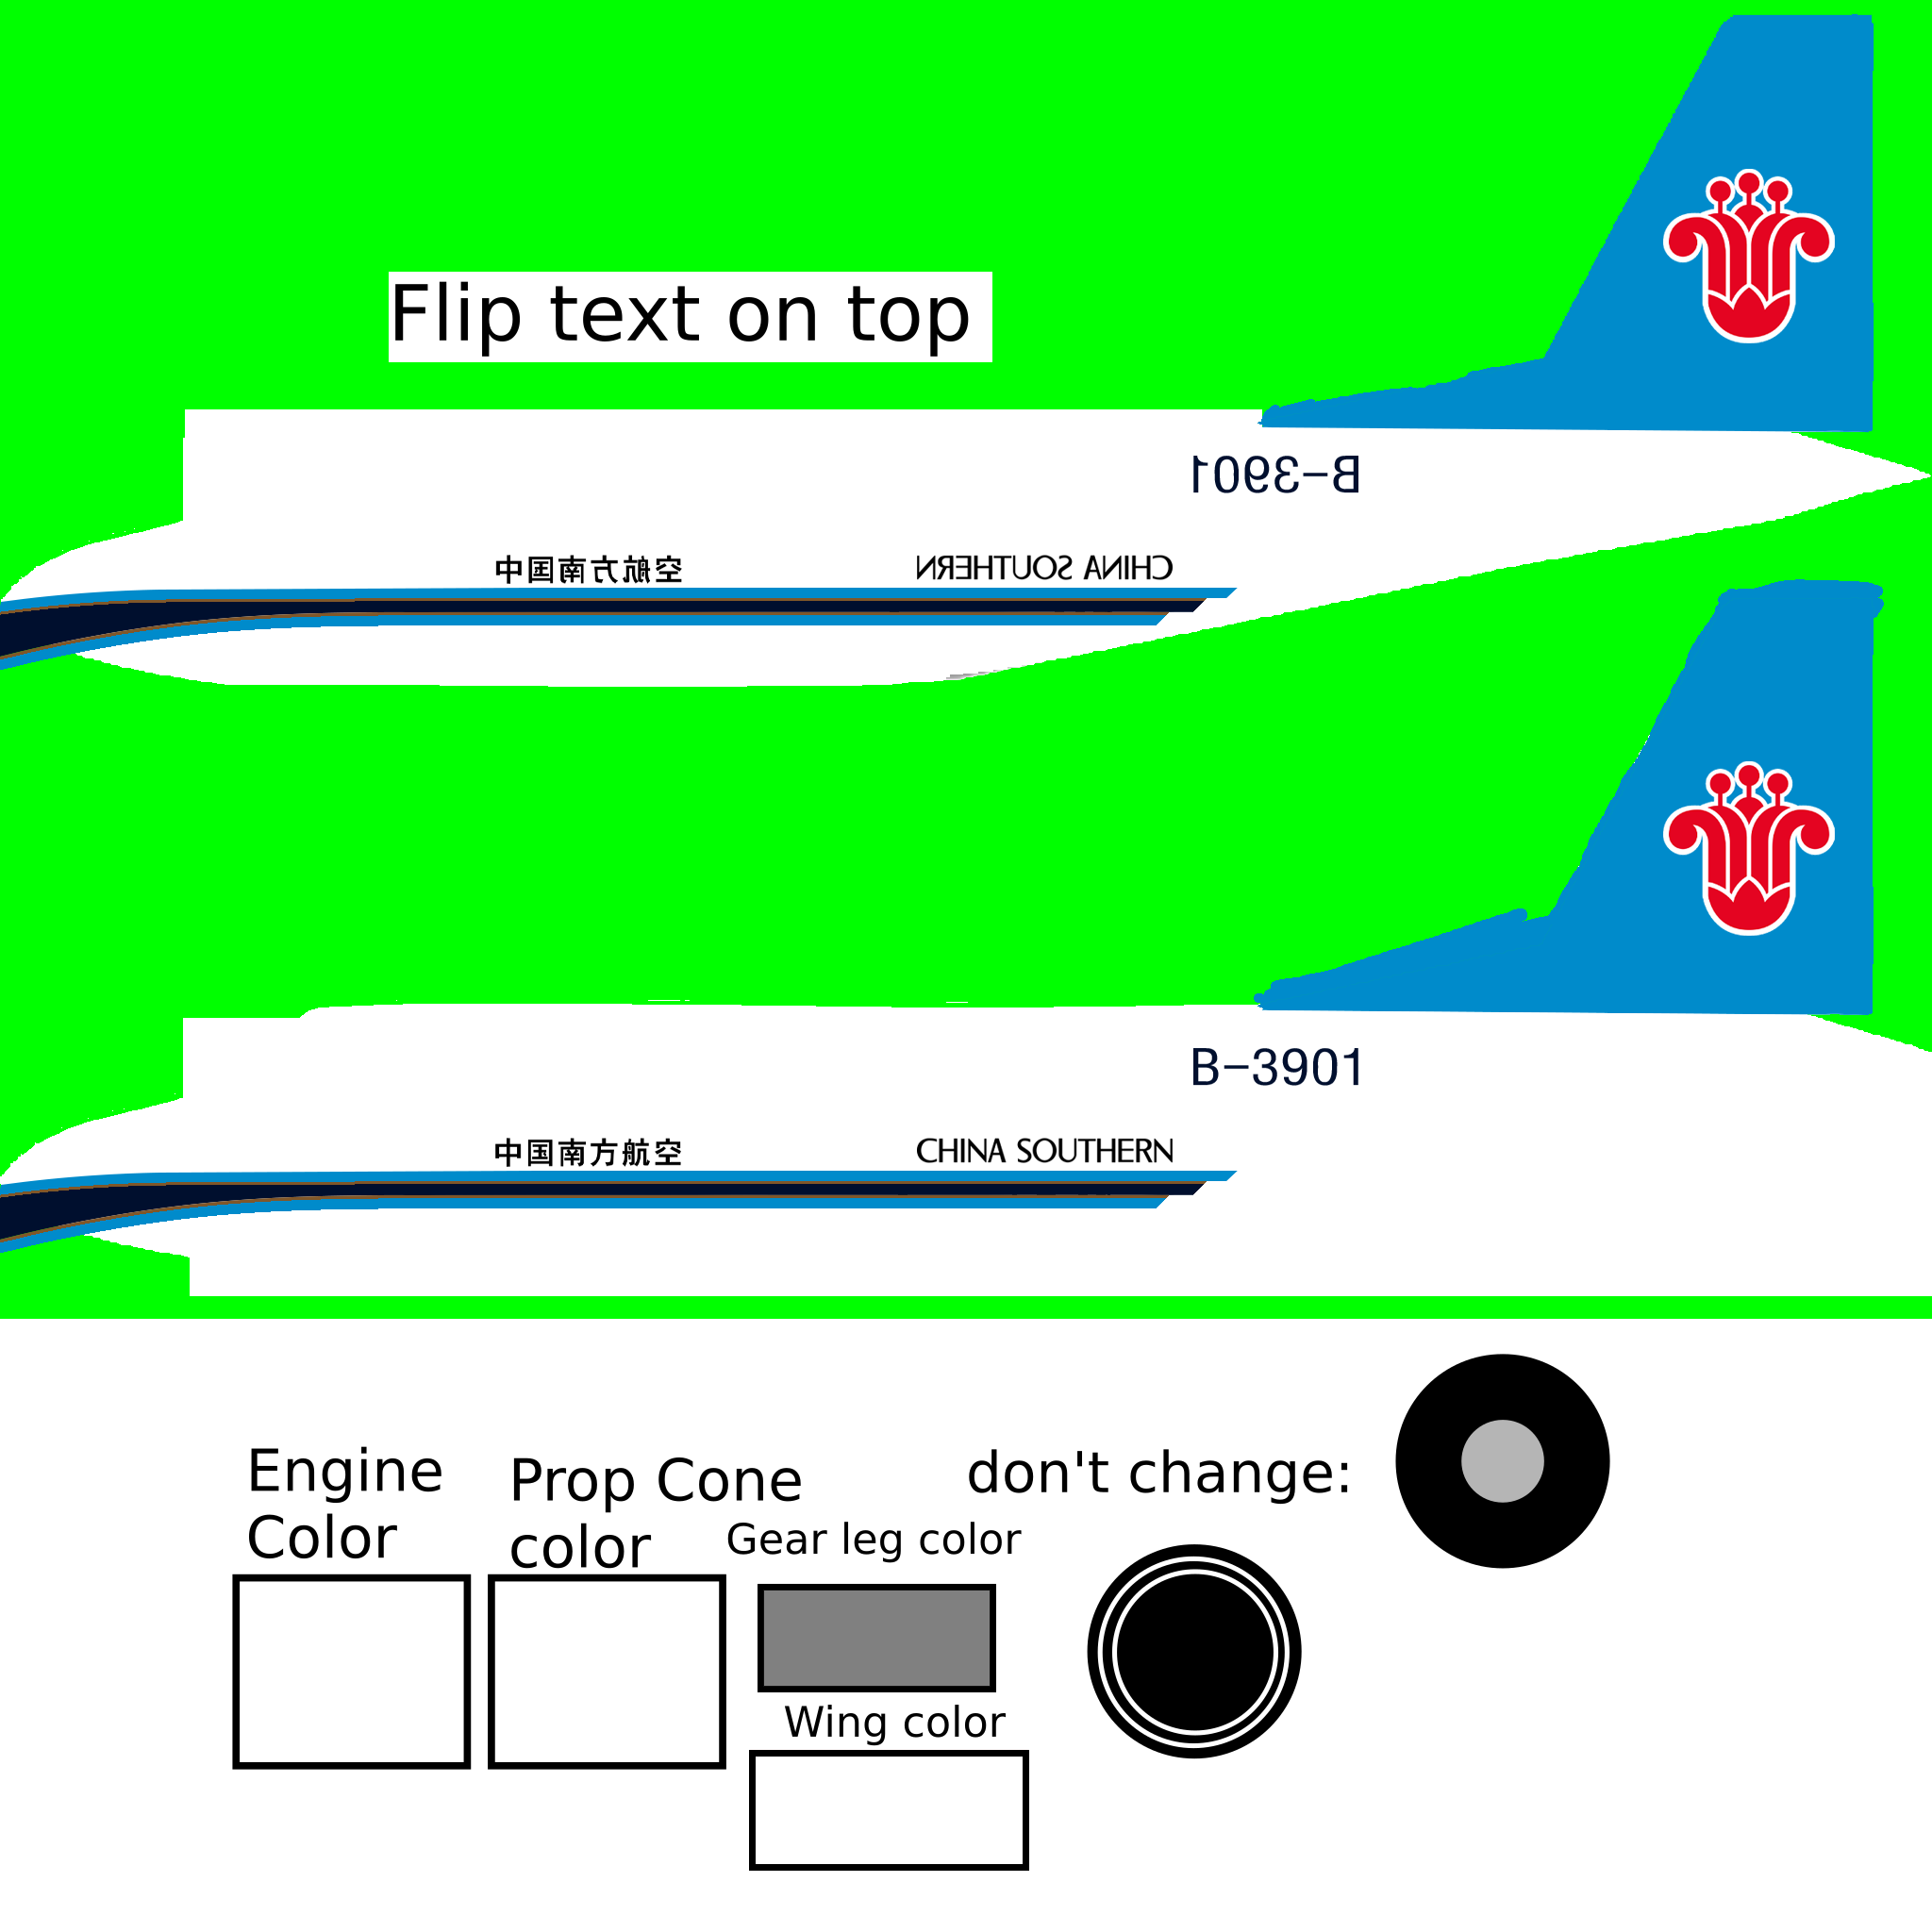 Flip text on top
B-3901
中国南方航空
CHINA SOUTHERN
B-3901
中国南方航空
CHINA SOUTHERN
Engine
Color
Prop Cone
color
don't change:
Gear leg color
Wing color